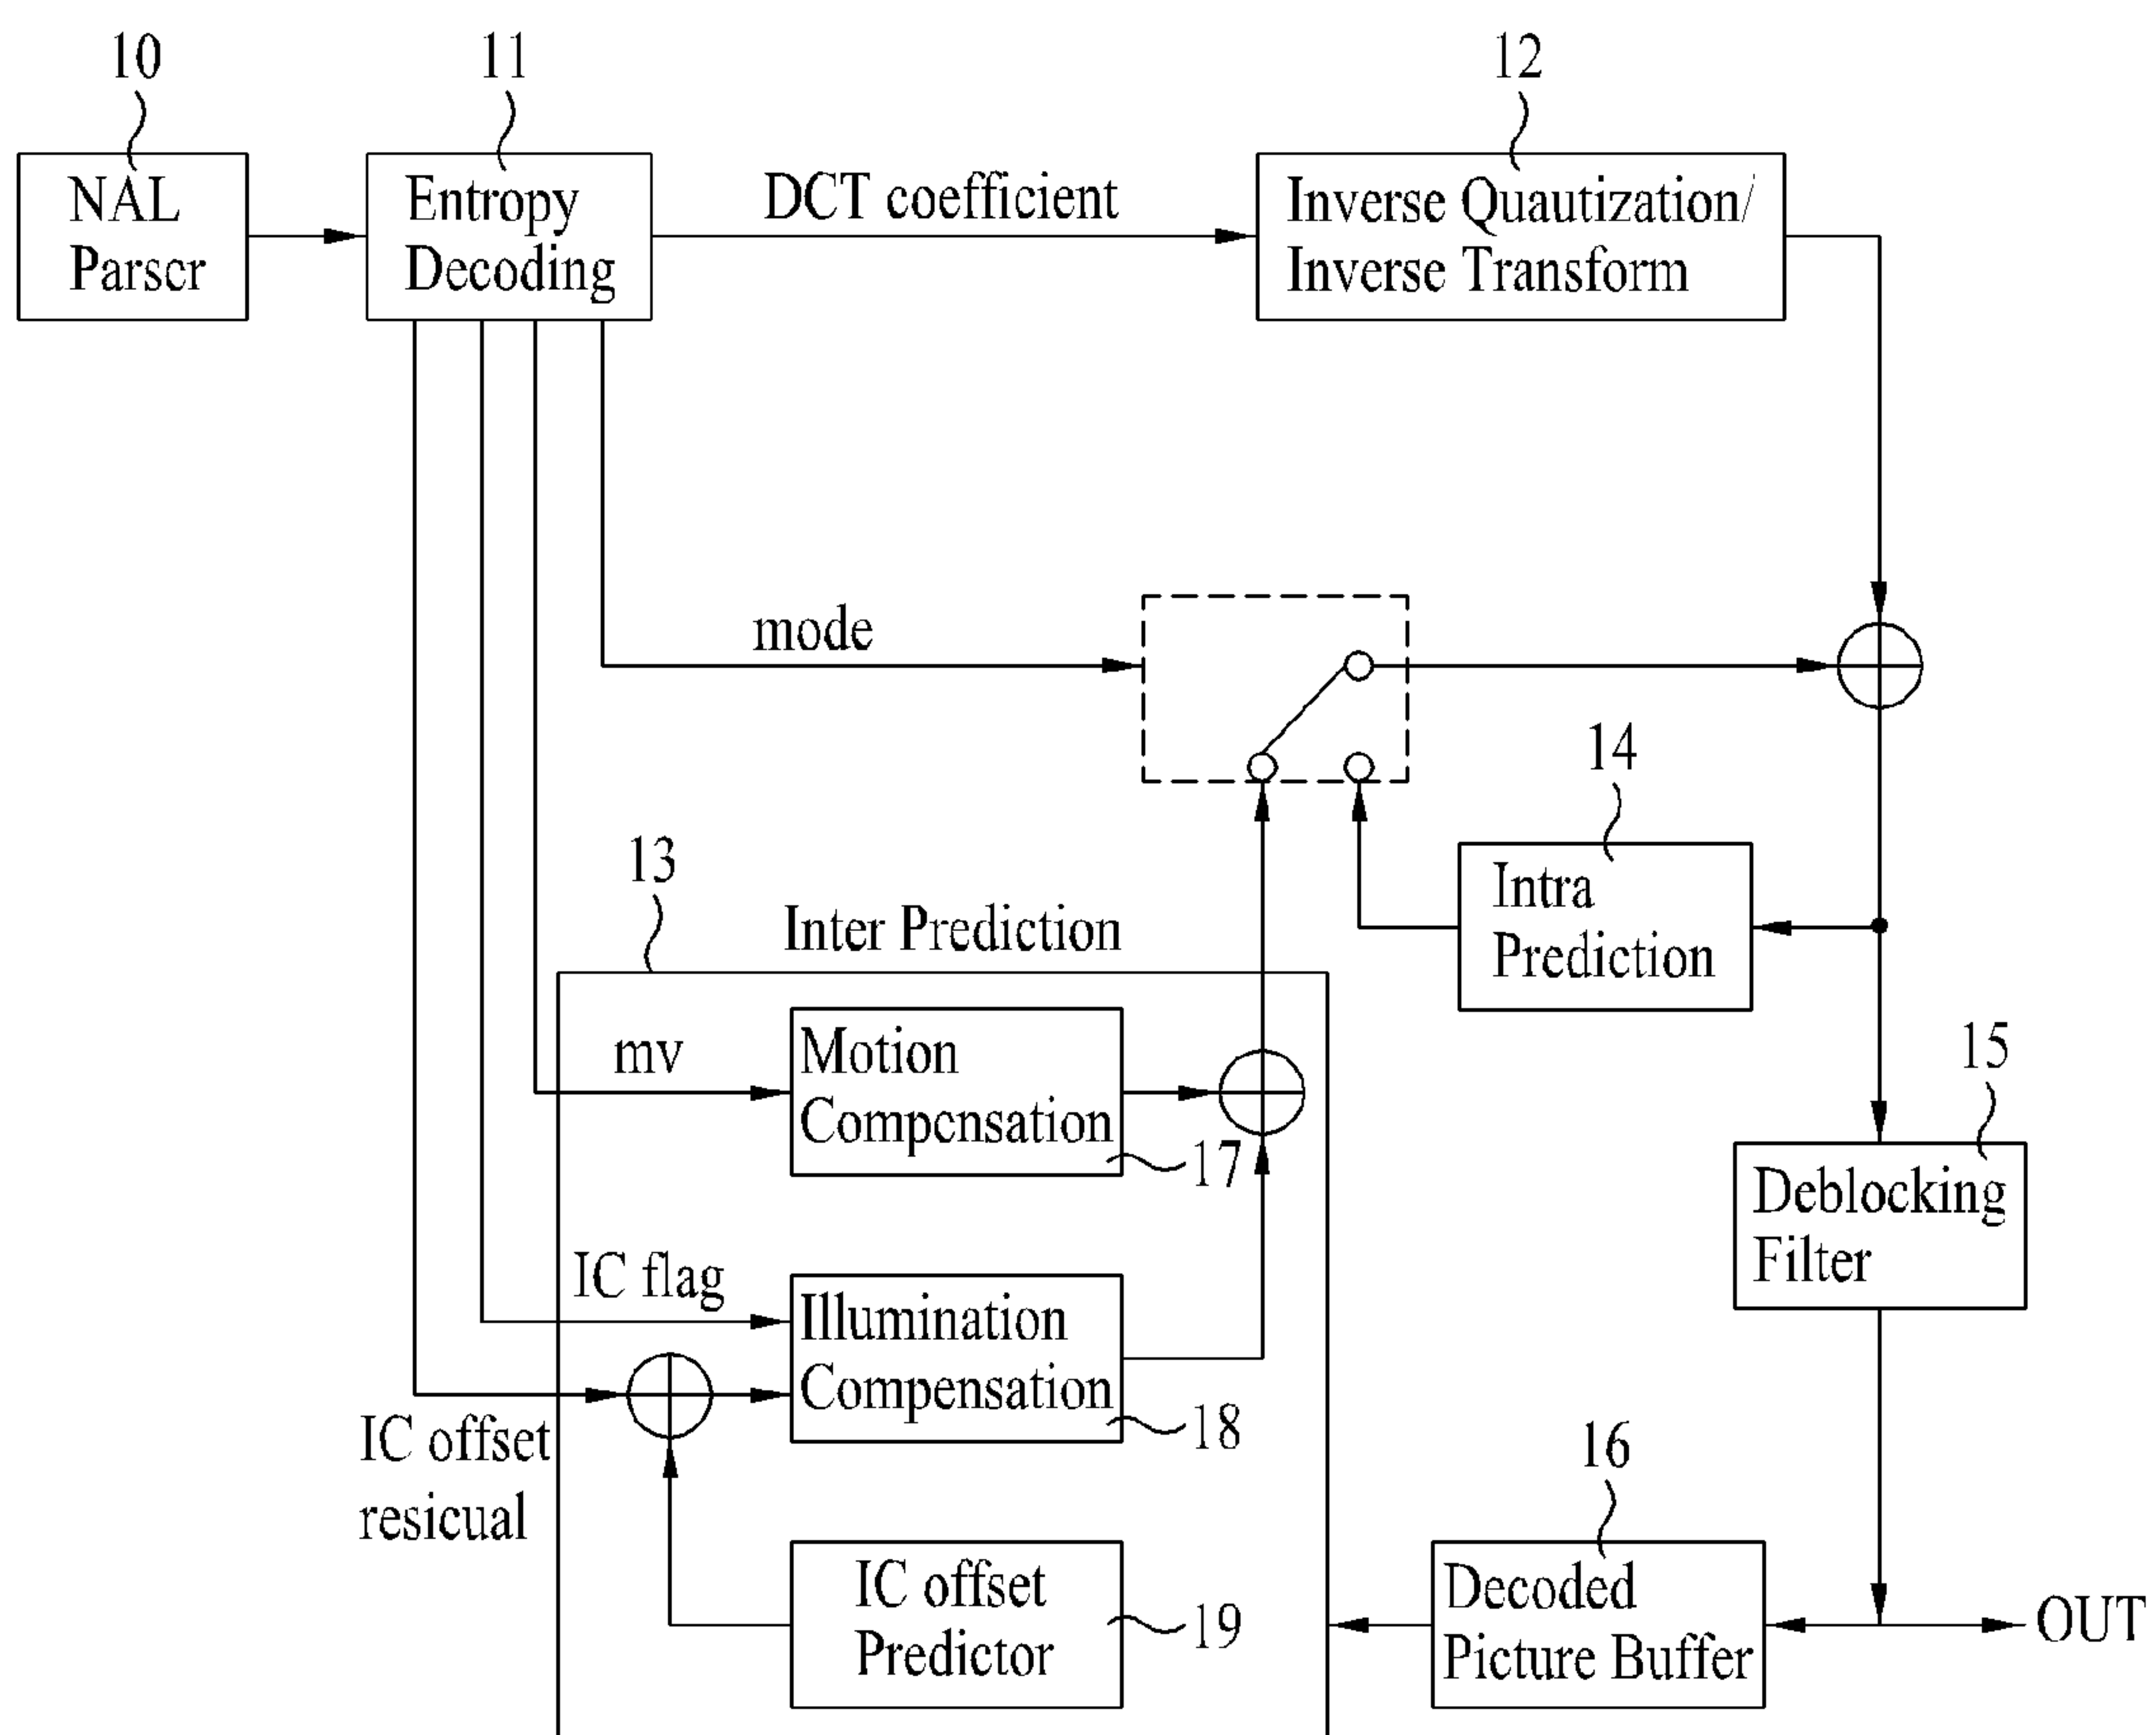 10
11
12
NAL
Parscr
Entropy
Decoding
DCT coefficient
Inverse Quautization/
Inverse Transform
mode
14
13
Intra
Prediction
Inter Prediction
15
mv
Motion
Compcnsation
17
Deblocking
Filter
IC flag
Illumination
Compensation
18
IC offset
resicual
16
IC offset
Predictor
19
Decoded
Picture Buffer
OUT